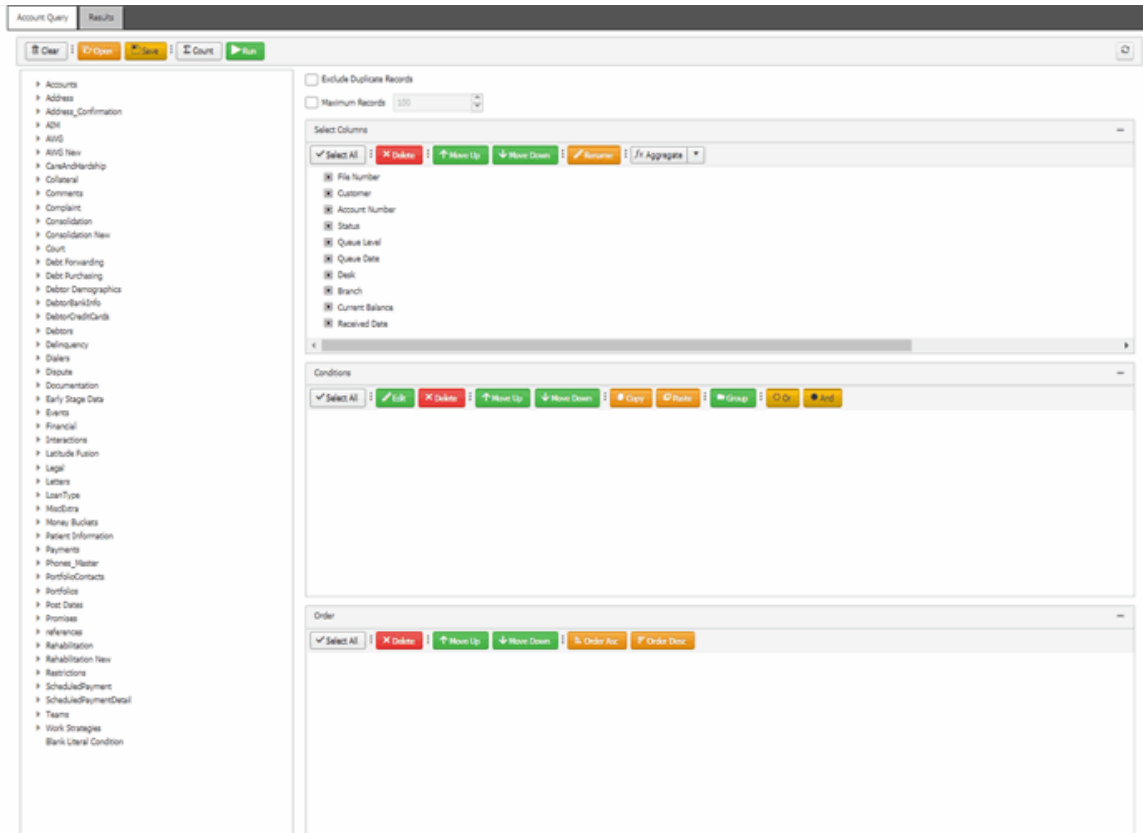 Account Query Results
Clear Open Save Count Run
Accounts
Address
Address_Confirmation
AIM
AWG
AWG New
CareAndHardship
Collateral
Comments
Complaint
Consolidation
Consolidation New
Court
Debt Forwarding
Debt Purchasing
Debtor Demographics
DebtorBankInfo
DebtorCreditCards
Debtors
Delinquency
Dialers
Dispute
Documentation
Early Stage Data
Events
Financial
Interactions
Latitude Fusion
Legal
Letters
LoanType
MiscExtra
Money Buckets
Patient Information
Payments
Phones_Master
PortfolioContacts
Portfolios
Post Dates
Promises
references
Rehabilitation
Rehabilitation New
Restrictions
ScheduledPayment
ScheduledPaymentDetail
Teams
Work Strategies
Blank Literal Condition
Exclude Duplicate Records
Maximum Records 100
Select Columns
Select All Delete Move Up Move Down Rename fx Aggregate
File Number
Customer
Account Number
Status
Queue Level
Queue Date
Desk
Branch
Current Balance
Received Date
Conditions
Select All Edit Delete Move Up Move Down Copy Paste Group Or And
Order
Select All Delete Move Up Move Down Order Asc Order Desc